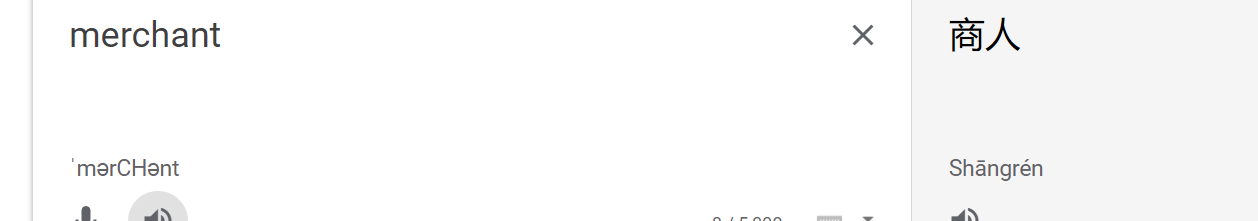 merchant
商人
ˈmərCHənt
Shāngrén